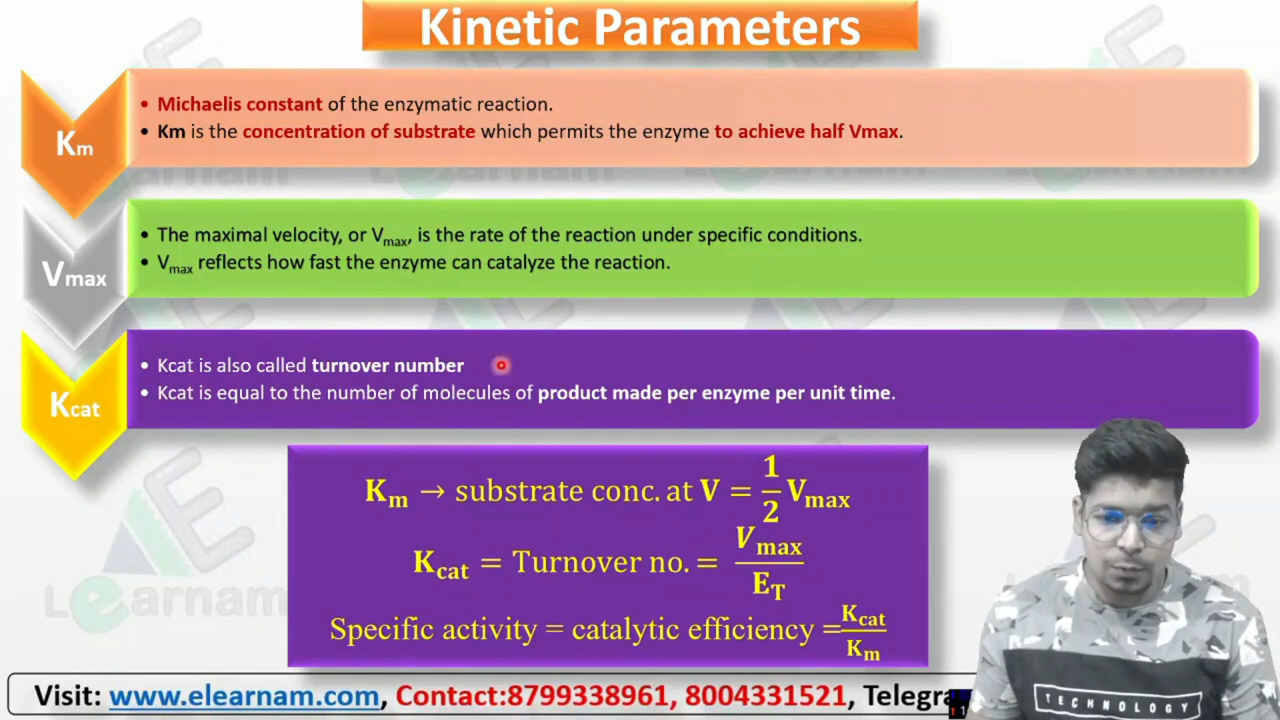 Kinetic Parameters
Km
• Michaelis constant of the enzymatic reaction.
• Km is the concentration of substrate which permits the enzyme to achieve half Vmax.
Vmax
• The maximal velocity, or Vmax, is the rate of the reaction under specific conditions.
• Vmax reflects how fast the enzyme can catalyze the reaction.
Kcat
• Kcat is also called turnover number
• Kcat is equal to the number of molecules of product made per enzyme per unit time.
Km → substrate conc. at V = 1/2 Vmax
Kcat = Turnover no. = Vmax/ET
Specific activity = catalytic efficiency =Kcat/Km
Learnam
TECHNOLOGY
Visit: www.elearnam.com, Contact:8799338961, 8004331521, Telegra